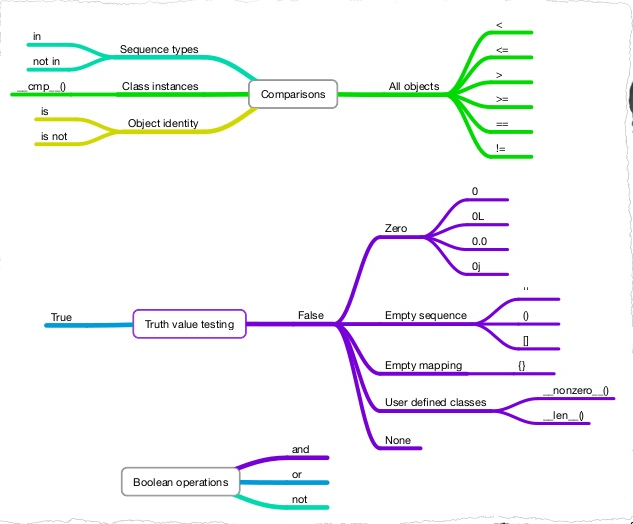 in
not in
Sequence types
__cmp__()
Class instances
is
is not
Object identity
Comparisons
All objects
<
<=
>
>=
==
!=
True
Truth value testing
False
Zero
0
0L
0.0
0j
Empty sequence
''
()
[]
Empty mapping
{}
User defined classes
__nonzero__()
__len__()
None
Boolean operations
and
or
not